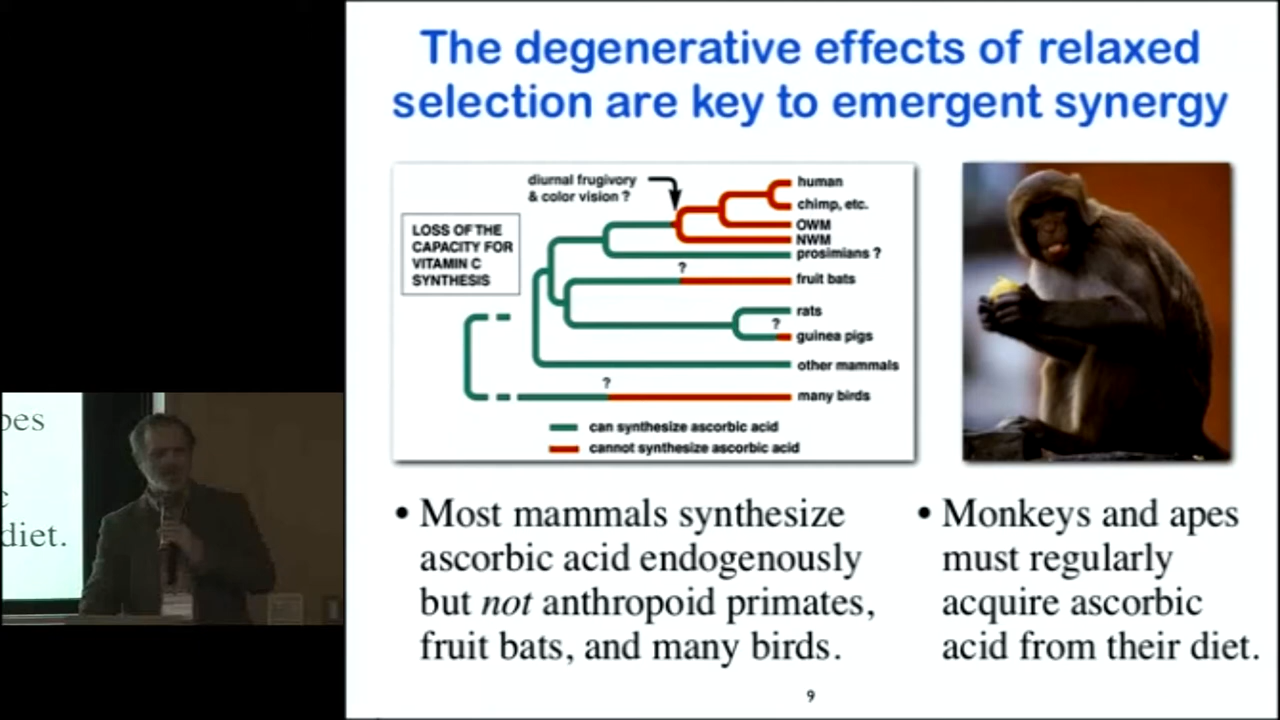 The degenerative effects of relaxed
selection are key to emergent synergy
diurnal frugivory
& color vision ?
LOSS OF THE
CAPACITY FOR
VITAMIN C
SYNTHESIS
human
chimp, etc.
OWM
NWM
prosimians ?
?
fruit bats
rats
?
guinea pigs
other mammals
?
many birds
can synthesize ascorbic acid
cannot synthesize ascorbic acid
• Most mammals synthesize
ascorbic acid endogenously
but not anthropoid primates,
fruit bats, and many birds.
• Monkeys and apes
must regularly
acquire ascorbic
acid from their diet.
9
pes
c
diet.